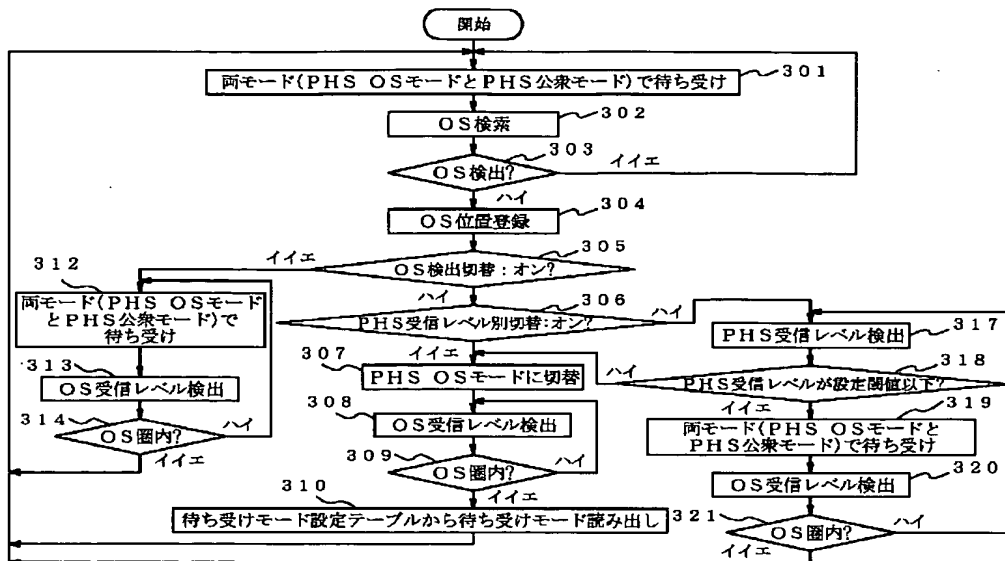 開始
両モード(PHS OSモードとPHS公衆モード)で待ち受け
301
OS検索
302
OS検出?
303
イイエ
ハイ
OS位置登録
304
OS検出切替:オン?
305
イイエ
ハイ
312
両モード(PHS OSモード
とPHS公衆モード)で
待ち受け
PHS受信レベル別切替:オン?
306
ハイ
イイエ
317
PHS受信レベル検出
307
PHS OSモードに切替
318
PHS受信レベルが設定閾値以下?
ハイ
イイエ
313
OS受信レベル検出
308
OS受信レベル検出
319
両モード(PHS OSモードと
PHS公衆モード)で待ち受け
314
OS圏内?
ハイ
イイエ
309
OS圏内?
ハイ
イイエ
320
OS受信レベル検出
310
待ち受けモード設定テーブルから待ち受けモード読み出し
321
OS圏内?
ハイ
イイエ